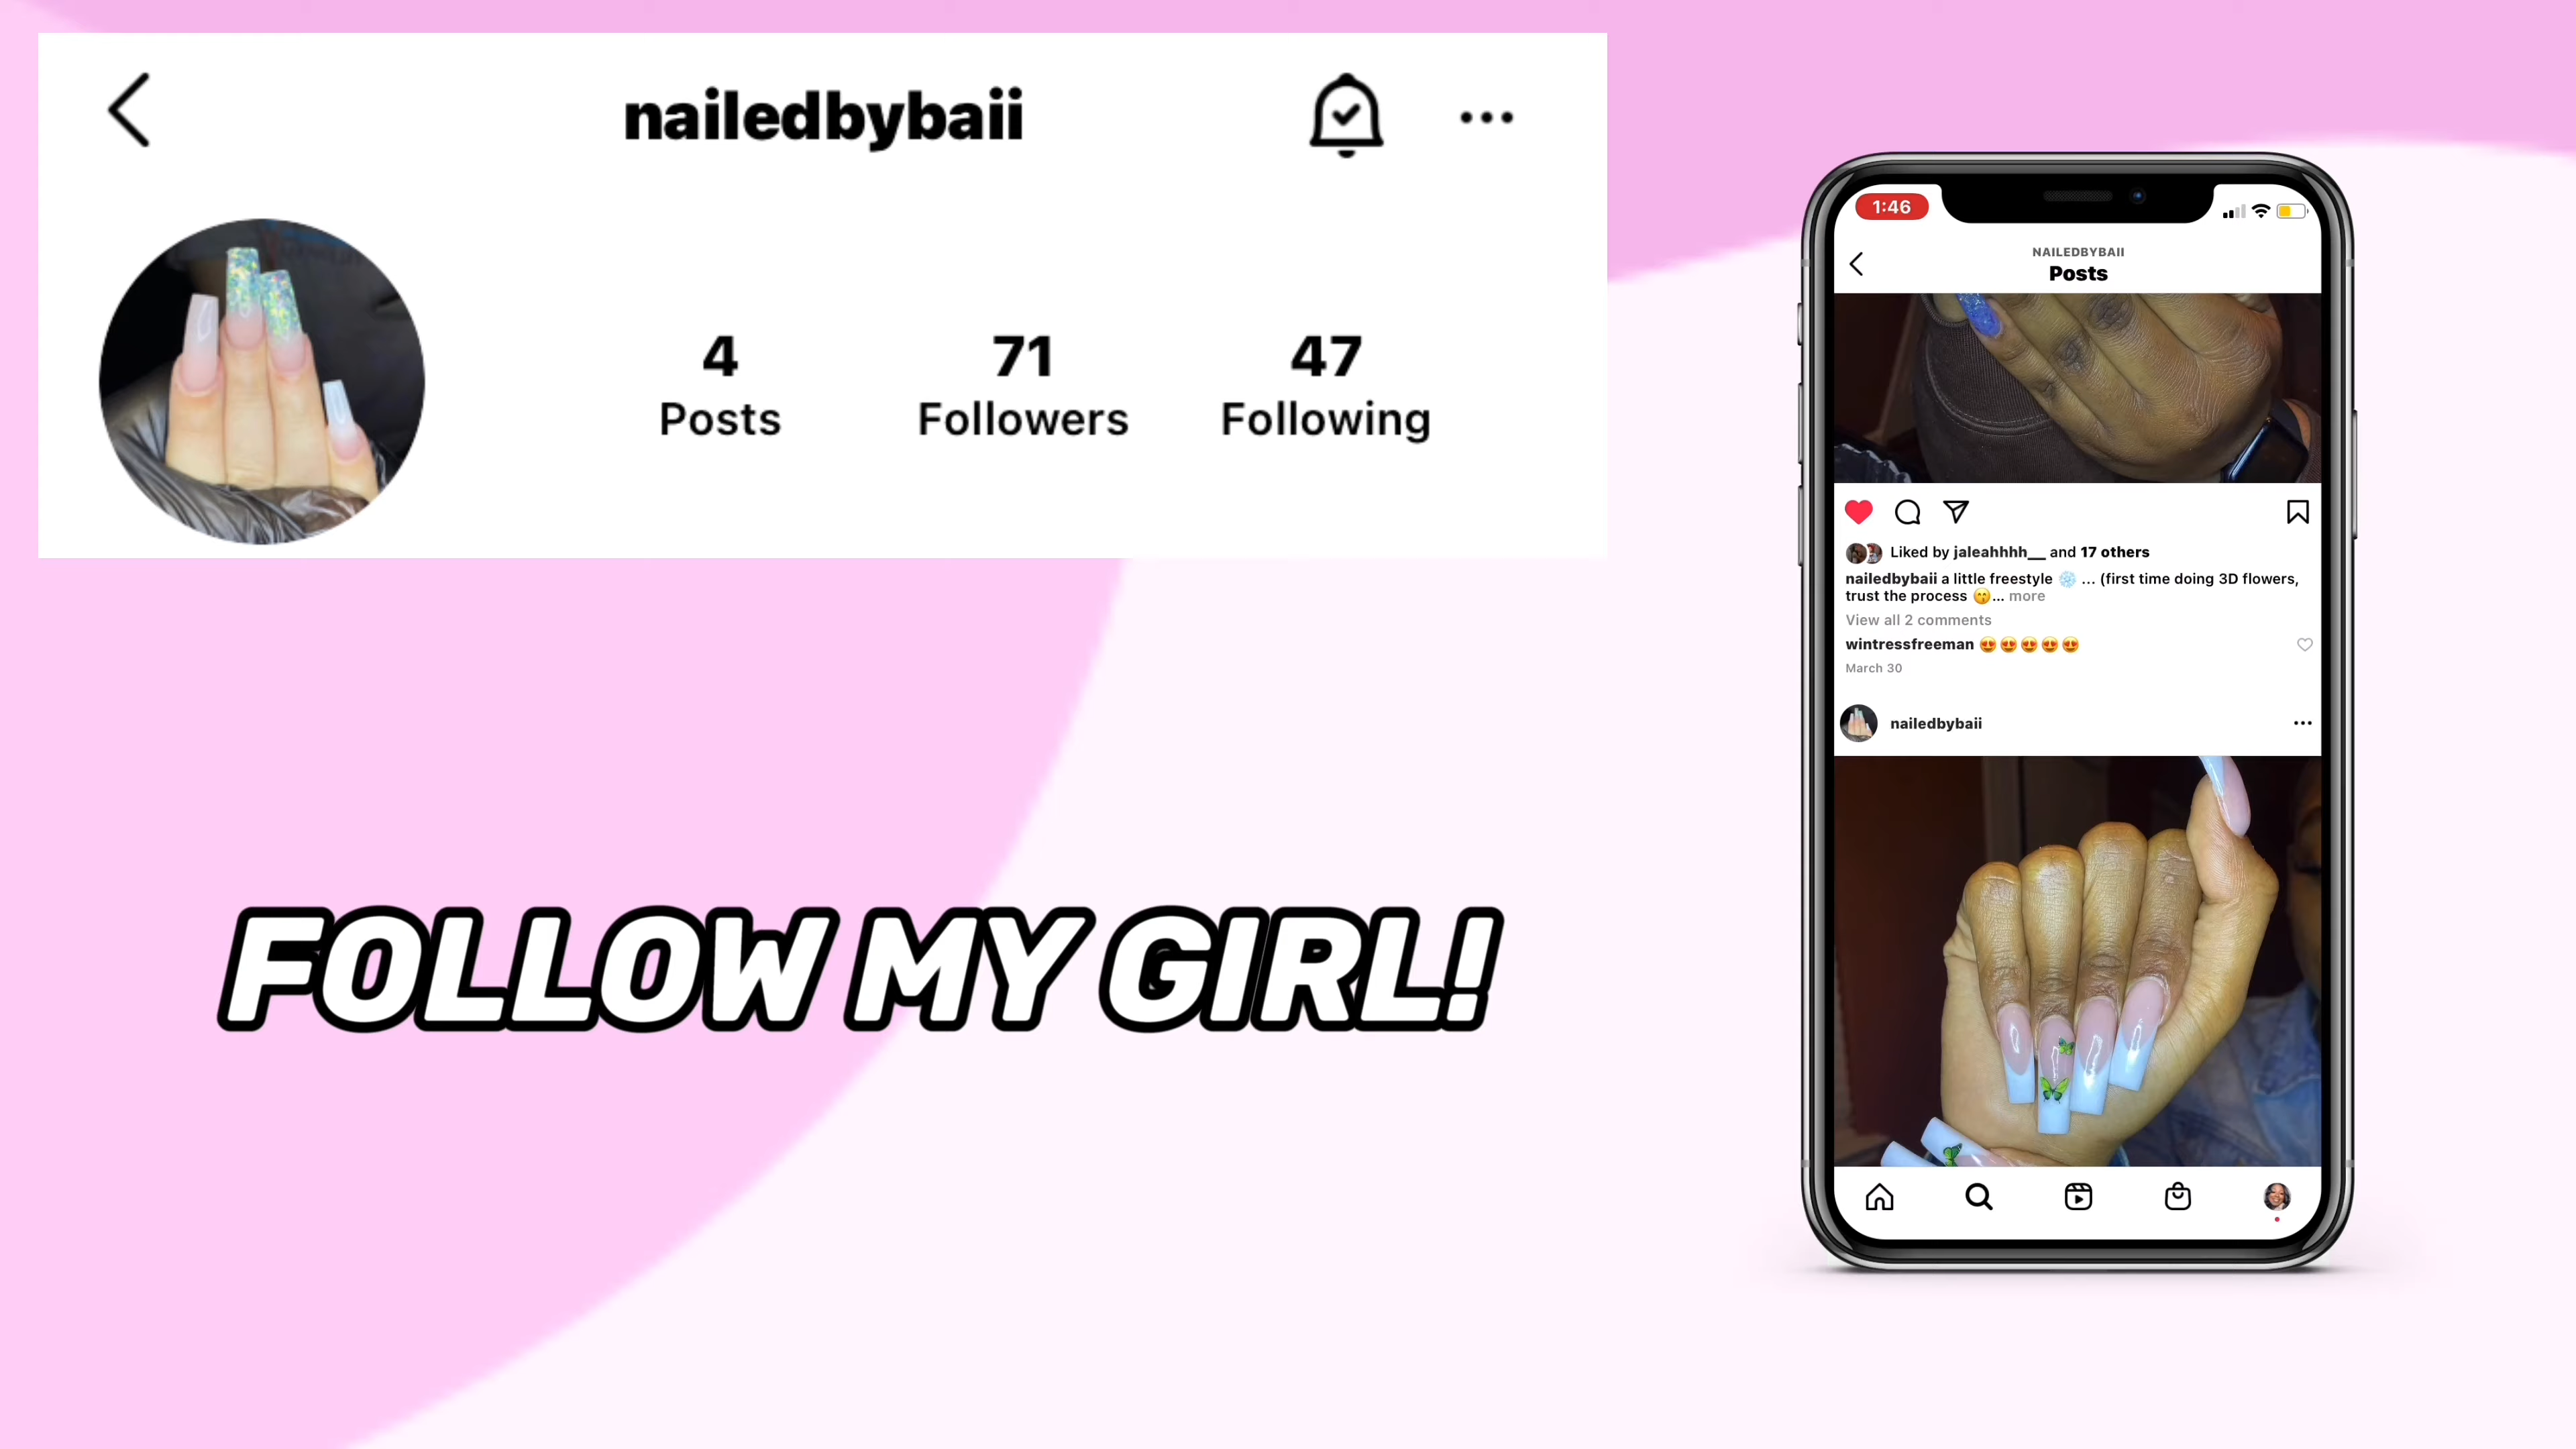 nailedbybaii
4
Posts
71
Followers
47
Following
FOLLOW MY GIRL!
1:46
NAILEDBYBAII
Posts
Liked by jaleahhhh__ and 17 others
nailedbybaii a little freestyle ❄️ ... (first time doing 3D flowers,
trust the process 😙... more
View all 2 comments
wintressfreeman 😍😍😍😍😍
March 30
nailedbybaii